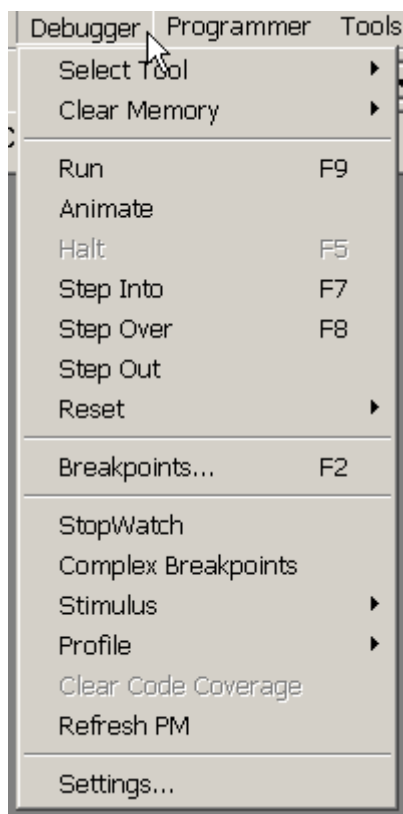 Debugger Programmer Tools
Select Tool
Clear Memory
Run F9
Animate
Halt F5
Step Into F7
Step Over F8
Step Out
Reset
Breakpoints... F2
StopWatch
Complex Breakpoints
Stimulus
Profile
Clear Code Coverage
Refresh PM
Settings...